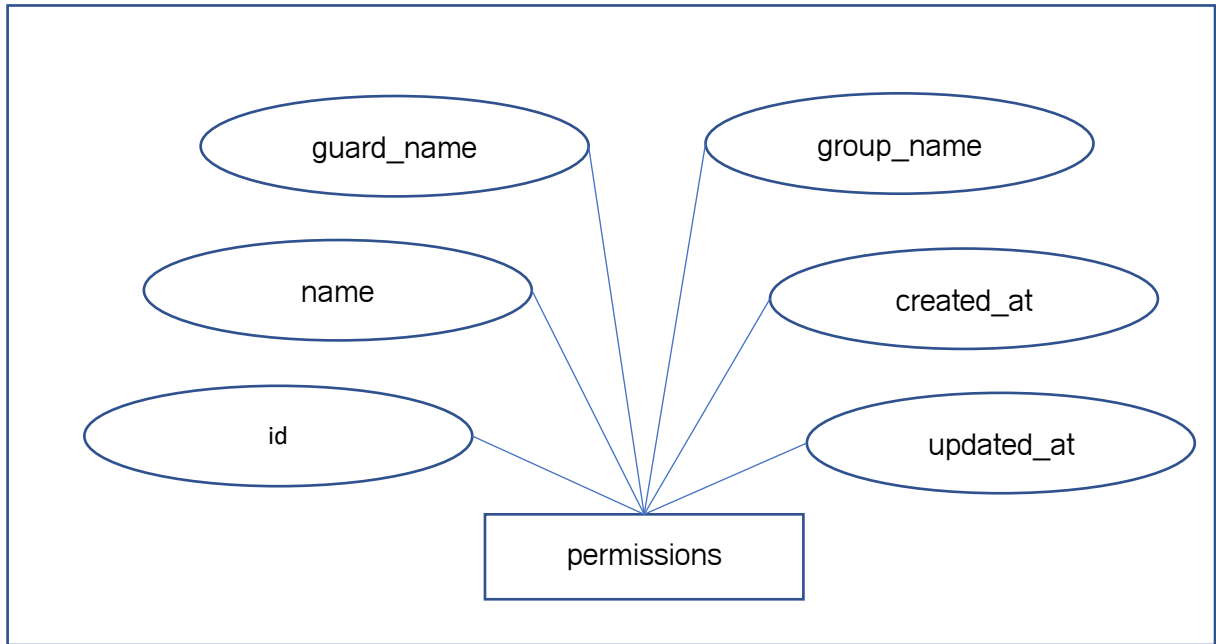 guard_name
group_name
name
created_at
id
updated_at
permissions